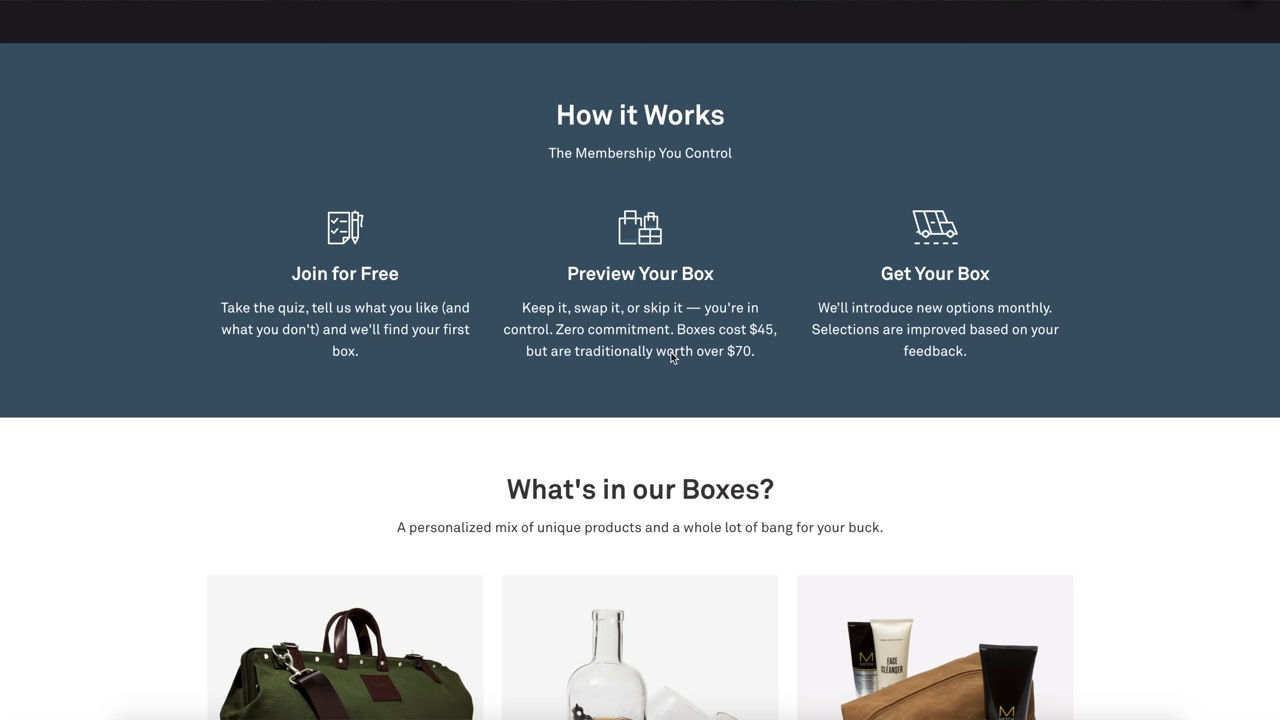 How it Works
The Membership You Control
Join for Free
Take the quiz, tell us what you like (and
what you don't) and we'll find your first
box.
Preview Your Box
Keep it, swap it, or skip it — you're in
control. Zero commitment. Boxes cost $45,
but are traditionally worth over $70.
Get Your Box
We'll introduce new options monthly.
Selections are improved based on your
feedback.
What's in our Boxes?
A personalized mix of unique products and a whole lot of bang for your buck.
M
FACE
CLEANSER
M